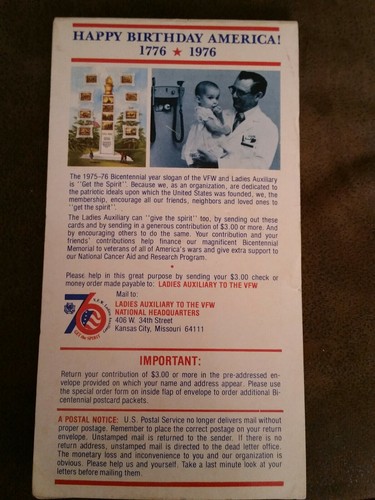 HAPPY BIRTHDAY AMERICA!
1776 ★ 1976
The 1975-76 Bicentennial year slogan of the VFW and Ladies Auxiliary
is "Get the Spirit". Because we, as an organization, are dedicated to
the patriotic ideals upon which the United States was founded, we, the
membership, encourage all our friends, neighbors and loved ones to
"get the spirit".
The Ladies Auxiliary can "give the spirit" too, by sending out these
cards and by sending in a generous contribution of $3.00 or more. And
by encouraging others to do the same. Your contribution and your
friends' contributions help finance our magnificent Bicentennial
Memorial to veterans of all of America's wars and give extra support to
our National Cancer Aid and Research Program.
Please help in this great purpose by sending your $3.00 check or
money order made payable to: LADIES AUXILIARY TO THE VFW
Mail to:
LADIES AUXILIARY TO THE VFW
NATIONAL HEADQUARTERS
406 W. 34th Street
Kansas City, Missouri 64111
76
IMPORTANT:
Return your contribution of $3.00 or more in the pre-addressed en-
velope provided on which your name and address appear. Please use
the special order form on inside flap of envelope to order additional Bi-
centennial postcard packets.
A POSTAL NOTICE: U.S. Postal Service no longer delivers mail without
proper postage. Remember to place the correct postage on your return
envelope. Unstamped mail is returned to the sender. If there is no
return address, unstamped mail is directed to the dead letter office.
The monetary loss and inconvenience to you and our organization is
obvious. Please help us and yourself. Take a last minute look at your
letters before mailing them.